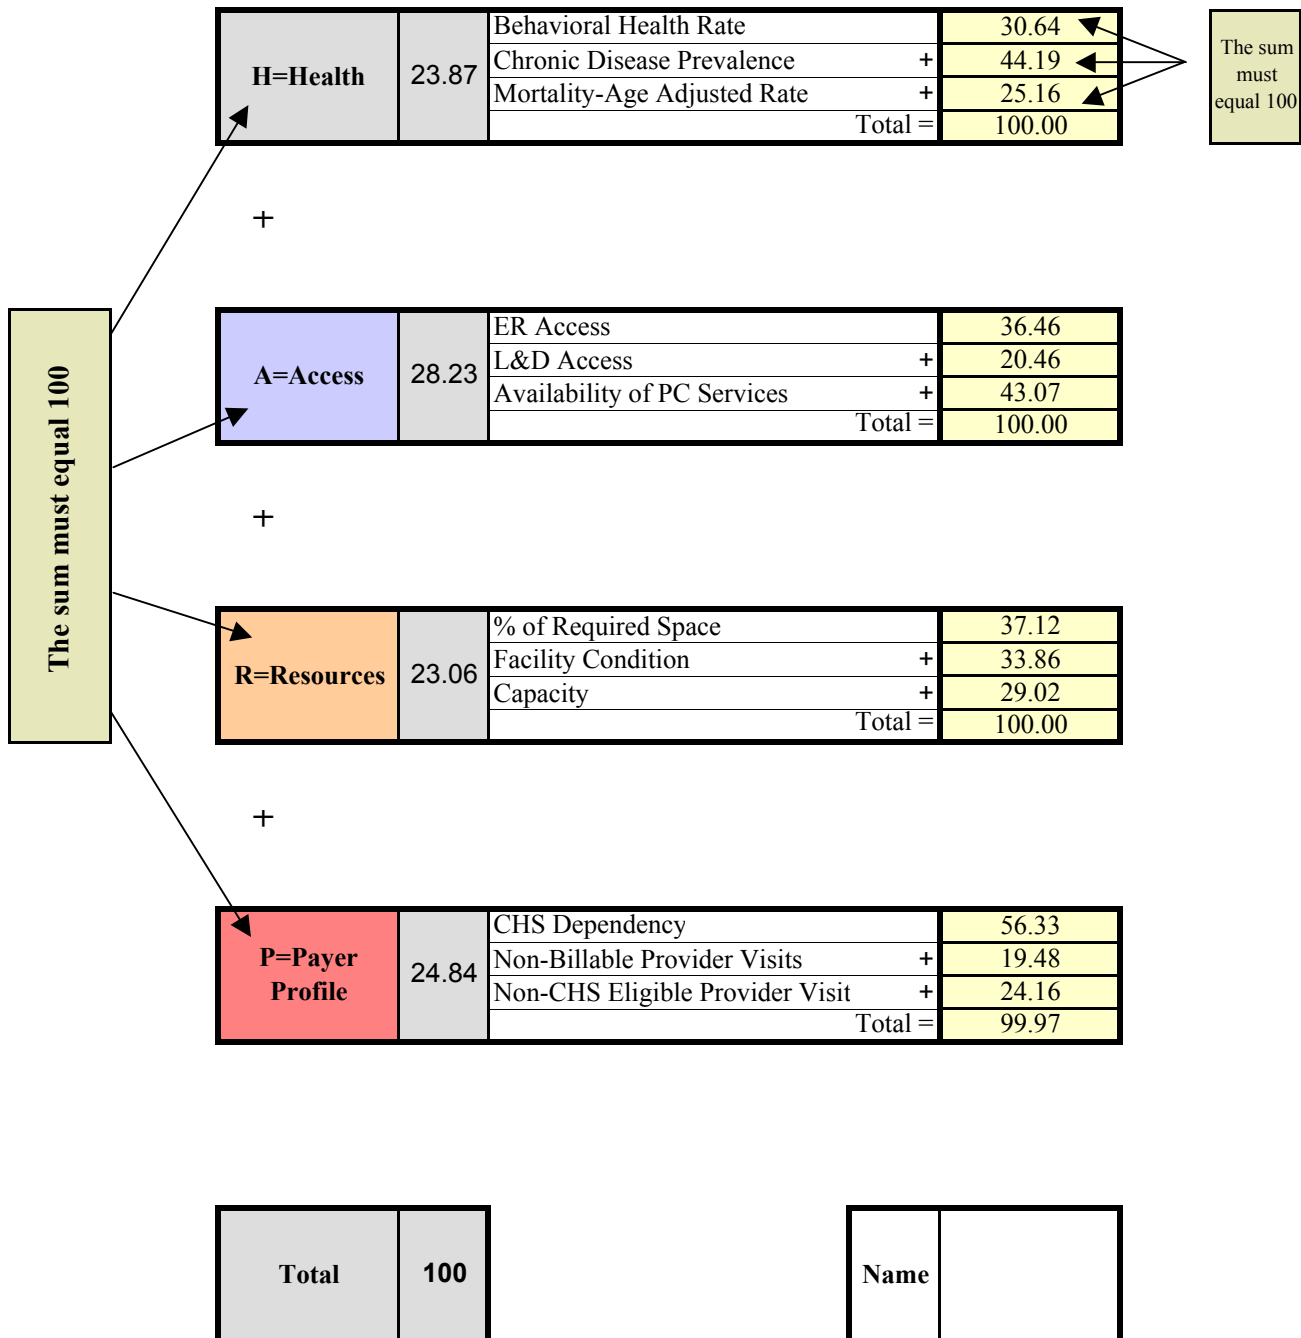 Behavioral Health Rate 30.64
H=Health 23.87 Chronic Disease Prevalence + 44.19
Mortality-Age Adjusted Rate + 25.16
Total = 100.00
The sum
must
equal 100
+
The sum must equal 100
ER Access 36.46
A=Access 28.23 L&D Access + 20.46
Availability of PC Services + 43.07
Total = 100.00
+
% of Required Space 37.12
R=Resources 23.06 Facility Condition + 33.86
Capacity + 29.02
Total = 100.00
+
CHS Dependency 56.33
P=Payer
Profile
24.84 Non-Billable Provider Visits + 19.48
Non-CHS Eligible Provider Visit + 24.16
Total = 99.97
Total 100
Name